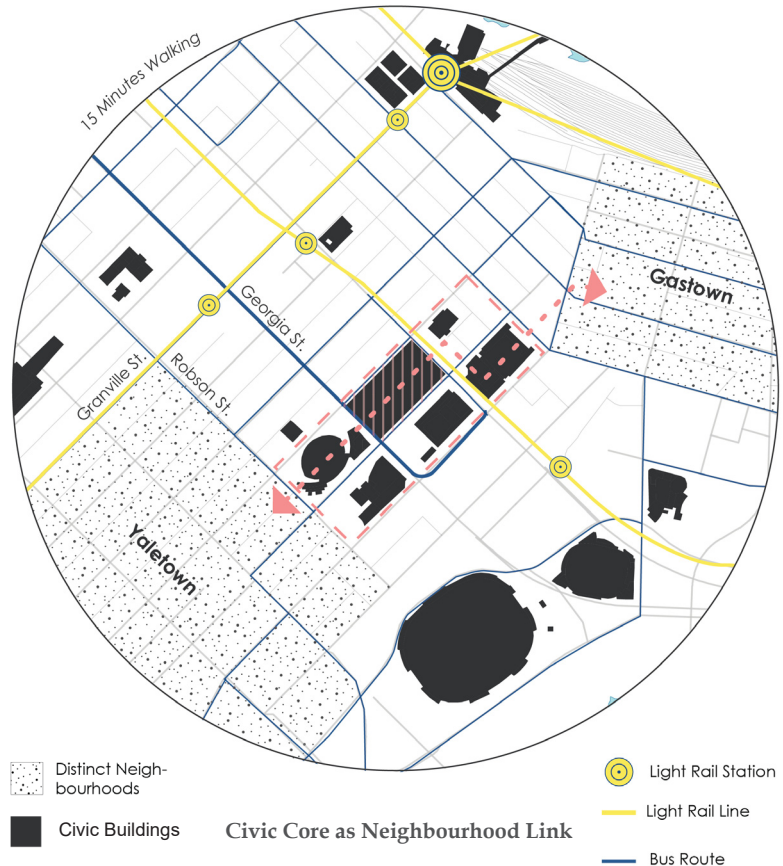 15 Minutes Walking
Gastown
Georgia St.
Granville St.
Robson St
Yaletown
Distinct Neigh-
bourhoods
Civic Buildings
Civic Core as Neighbourhood Link
Light Rail Station
Light Rail Line
Bus Route